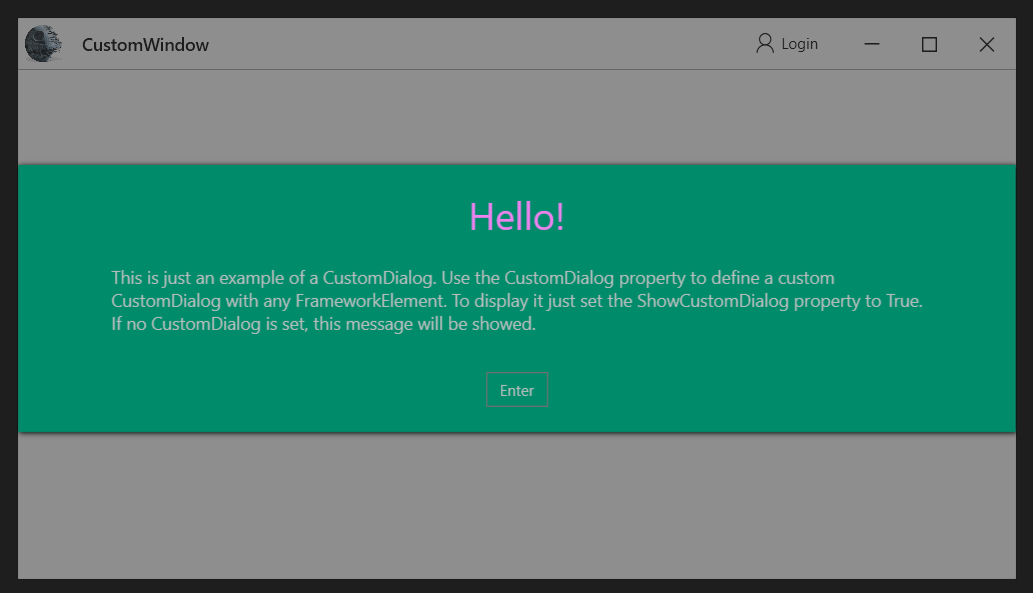 CustomWindow
Login
Hello!
This is just an example of a CustomDialog. Use the CustomDialog property to define a custom
CustomDialog with any FrameworkElement. To display it just set the ShowCustomDialog property to True.
If no CustomDialog is set, this message will be showed.
Enter